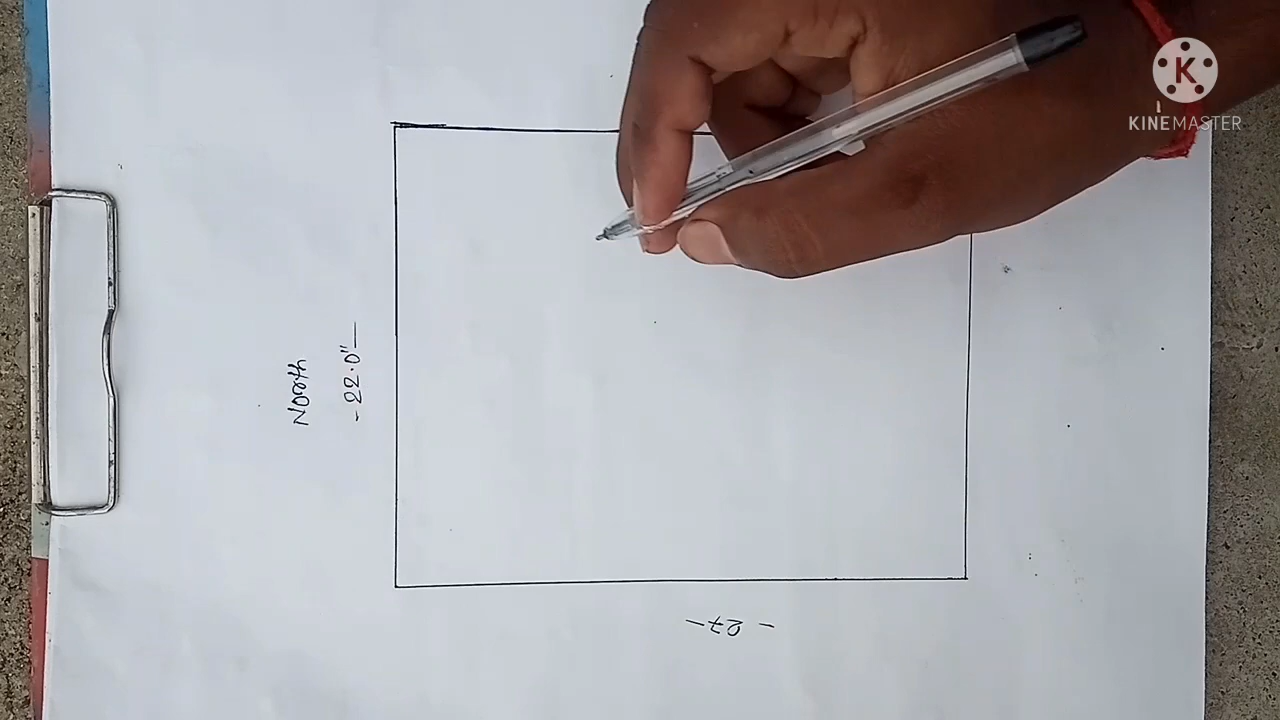 North
- 22.0"—
- 27 -
K
KINEMASTER